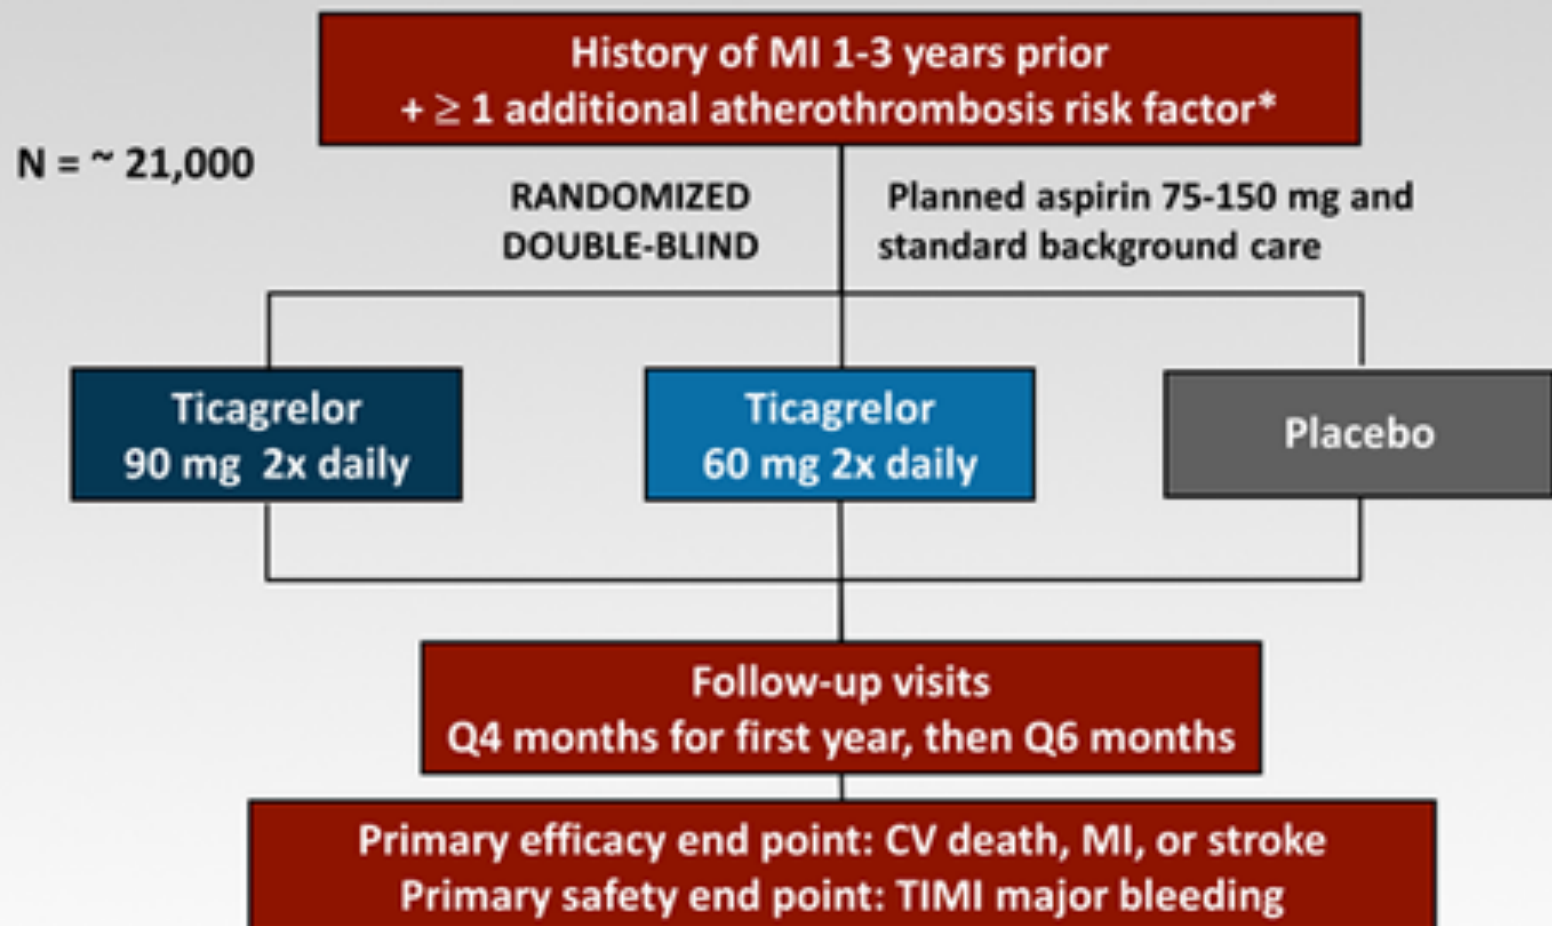 History of MI 1-3 years prior
+ ≥ 1 additional atherothrombosis risk factor*
N = ~ 21,000
RANDOMIZED
DOUBLE-BLIND
Planned aspirin 75-150 mg and
standard background care
Ticagrelor
90 mg 2x daily
Ticagrelor
60 mg 2x daily
Placebo
Follow-up visits
Q4 months for first year, then Q6 months
Primary efficacy end point: CV death, MI, or stroke
Primary safety end point: TIMI major bleeding